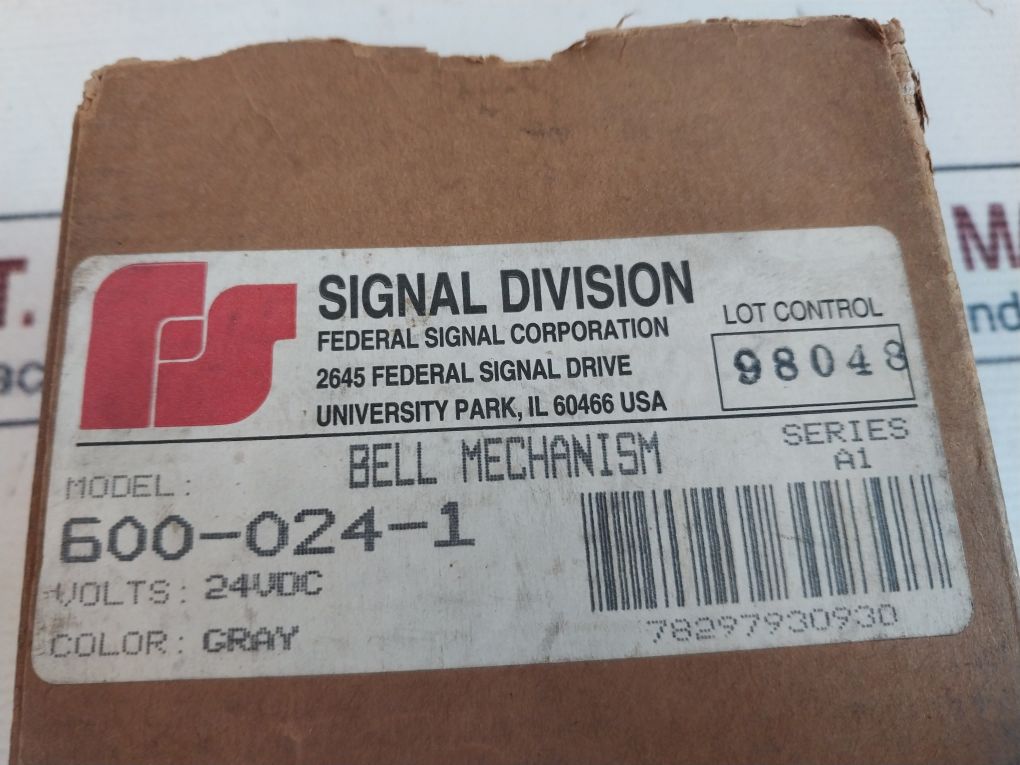 SIGNAL DIVISION
FEDERAL SIGNAL CORPORATION
2645 FEDERAL SIGNAL DRIVE
UNIVERSITY PARK, IL 60466 USA
LOT CONTROL
98048
SERIES
A1
BELL MECHANISM
MODEL:
600-024-1
VOLTS: 24VDC
COLOR: GRAY
78297930930